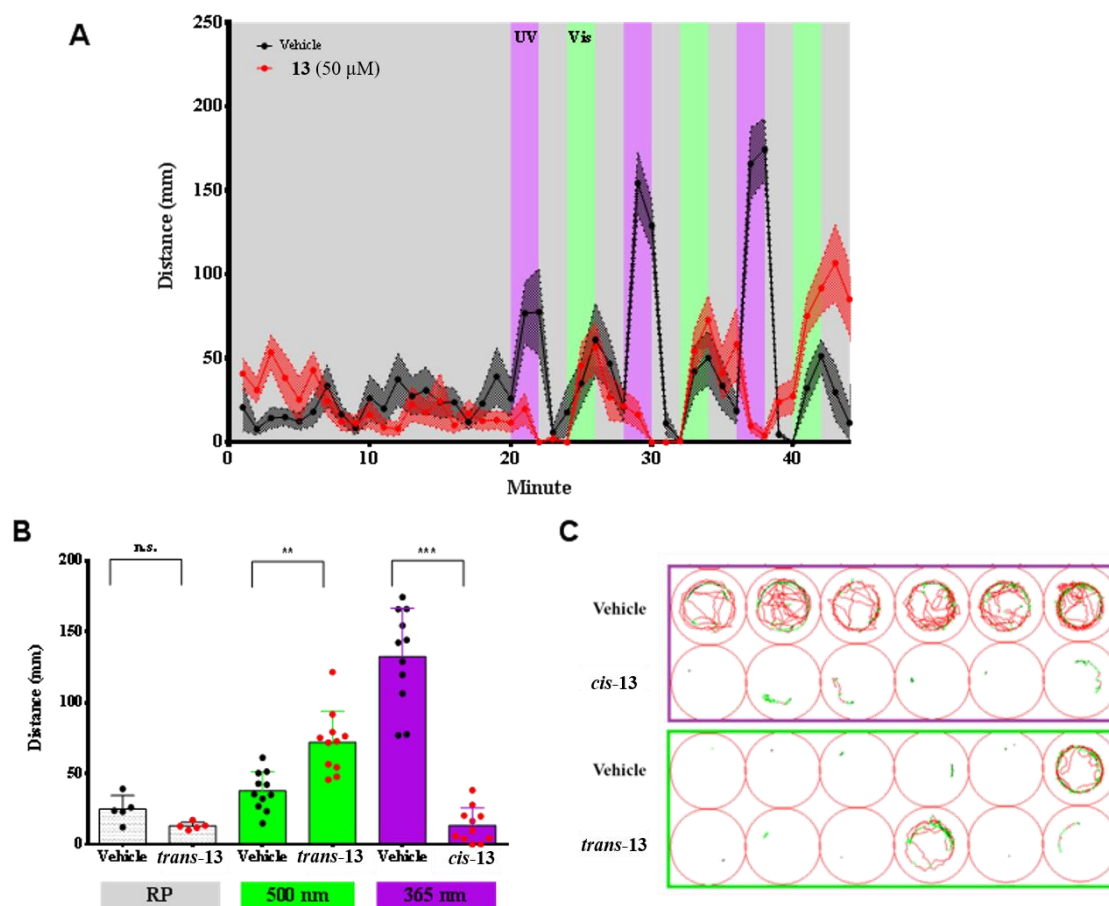 A
250
200
150
100
50
0
Distance (mm)
Vehicle
13 (50 μM)
UV
Vis
0
10
20
30
40
Minute
B
200
150
100
50
0
Distance (mm)
n.s.
**
***
Vehicle
trans-13
Vehicle
trans-13
Vehicle
cis-13
RP
500 nm
365 nm
C
Vehicle
cis-13
Vehicle
trans-13